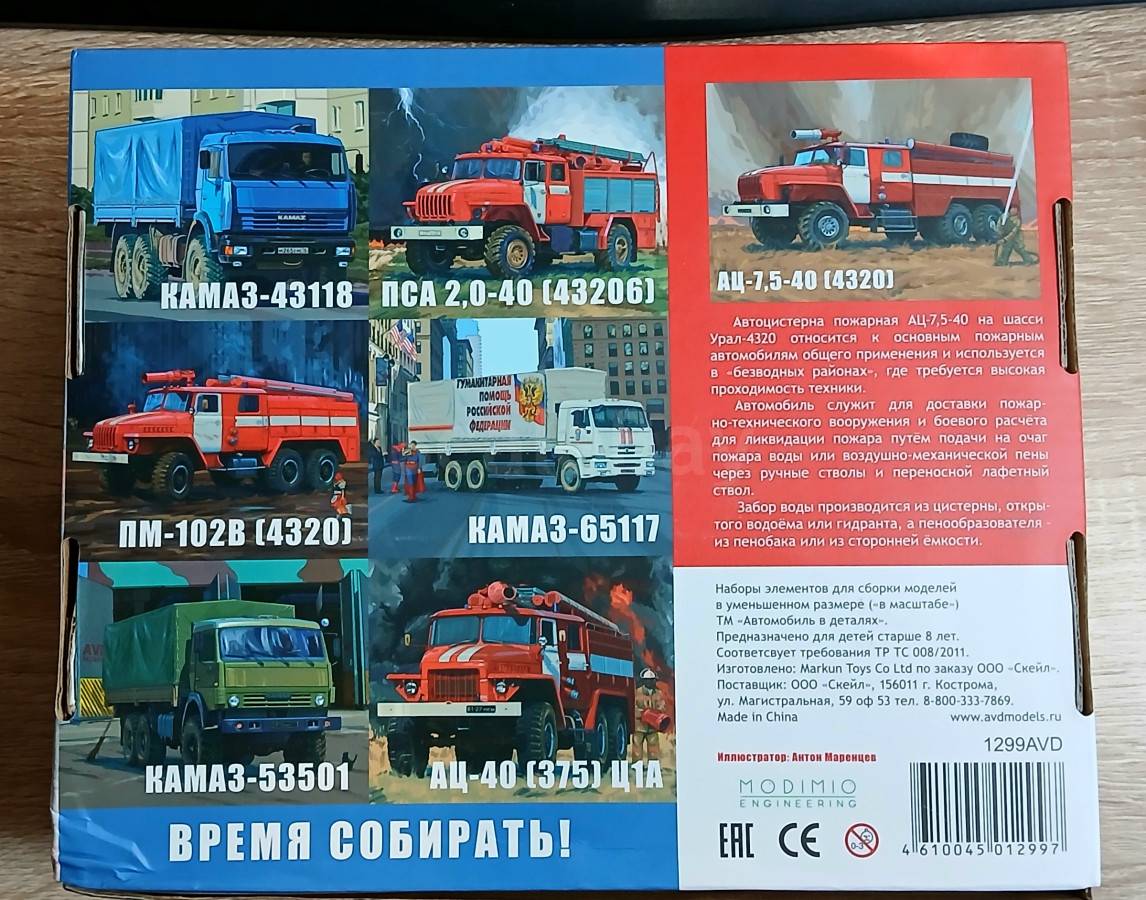 КАМАЗ-43118
ПСА 2,0-40 (43206)
КАМАЗ
ПМ-102В (4320)
ГУМАНИТАРНАЯ
ПОМОЩЬ
РОССИЙСКОЙ
ФЕДЕРАЦИИ
КАМАЗ-65117
КАМАЗ-53501
АЦ-40 (375) Ц1А
ВРЕМЯ СОБИРАТЬ!
АЦ-7,5-40 (4320)
Автоцистерна пожарная АЦ-7,5-40 на шасси
Урал-4320 относится к основным пожарным
автомобилям общего применения и используется
в «безводных районах», где требуется высокая
проходимость техники.
Автомобиль служит для доставки пожар-
но-технического вооружения и боевого расчёта
для ликвидации пожара путём подачи на очаг
пожара воды или воздушно-механической пены
через ручные стволы и переносной лафетный
ствол.
Забор воды производится из цистерны, откры-
того водоёма или гидранта, а пенообразователя -
из пенобака или из сторонней ёмкости.
Наборы элементов для сборки моделей
в уменьшенном размере («в масштабе»)
ТМ «Автомобиль в деталях».
Предназначено для детей старше 8 лет.
Соответсвует требования ТР ТС 008/2011.
Изготовлено: Markun Toys Co Ltd по заказу ООО «Скейл».
Поставщик: ООО «Скейл», 156011 г. Кострома,
ул. Магистральная, 59 оф 53 тел. 8-800-333-7869.
Made in China www.avdmodels.ru
1299AVD
Иллюстратор: Антон Маренцев
MODIMIO
ENGINEERING
EAC CE 0-3
4 610045 012997